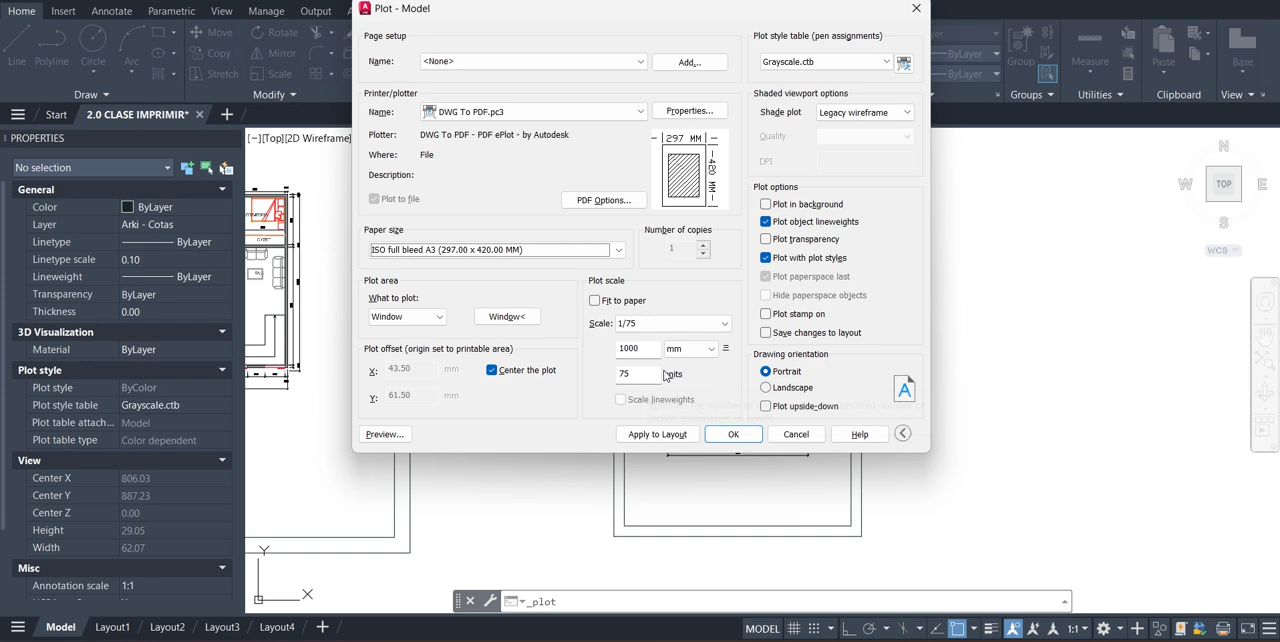 Home Insert Annotate Parametric View Manage Output
Line Polyline Circle Arc
Move Rotate
Copy Mirror
Stretch Scale
Draw Modify
Start 2.0 CLASE IMPRIMIR*
[−][Top][2D Wireframe]
PROPERTIES
No selection
General
Color ByLayer
Layer Arki - Cotas
Linetype ByLayer
Linetype scale 0.10
Lineweight ByLayer
Transparency ByLayer
Thickness 0.00
3D Visualization
Material ByLayer
Plot style
Plot style ByColor
Plot style table Grayscale.ctb
Plot table attach... Model
Plot table type Color dependent
View
Center X 806.03
Center Y 887.23
Center Z 0.00
Height 29.05
Width 62.07
Misc
Annotation scale 1:1
Plot - Model
Page setup
Name: <None> Add...
Printer/plotter
Name: DWG To PDF.pc3 Properties...
Plotter: DWG To PDF - PDF ePlot - by Autodesk
Where: File
Description:
Plot to file PDF Options...
297 MM
420 MM
Paper size
ISO full bleed A3 (297.00 x 420.00 MM)
Number of copies
1
Plot area
What to plot:
Window Window<
Plot offset (origin set to printable area)
X: 43.50 mm Center the plot
Y: 61.50 mm
Plot scale
Fit to paper
Scale: 1/75
1000 mm =
75 units
Scale lineweights
Plot style table (pen assignments)
Grayscale.ctb
Shaded viewport options
Shade plot Legacy wireframe
Quality
DPI
Plot options
Plot in background
Plot object lineweights
Plot transparency
Plot with plot styles
Plot paperspace last
Hide paperspace objects
Plot stamp on
Save changes to layout
Drawing orientation
Portrait
Landscape
Plot upside-down
A
Preview... Apply to Layout OK Cancel Help
ByLayer
ByLayer
Group Measure Paste Base
Groups Utilities Clipboard View
N
W TOP E
S
WCS
Y
X
_plot
Model Layout1 Layout2 Layout3 Layout4
MODEL 1:1